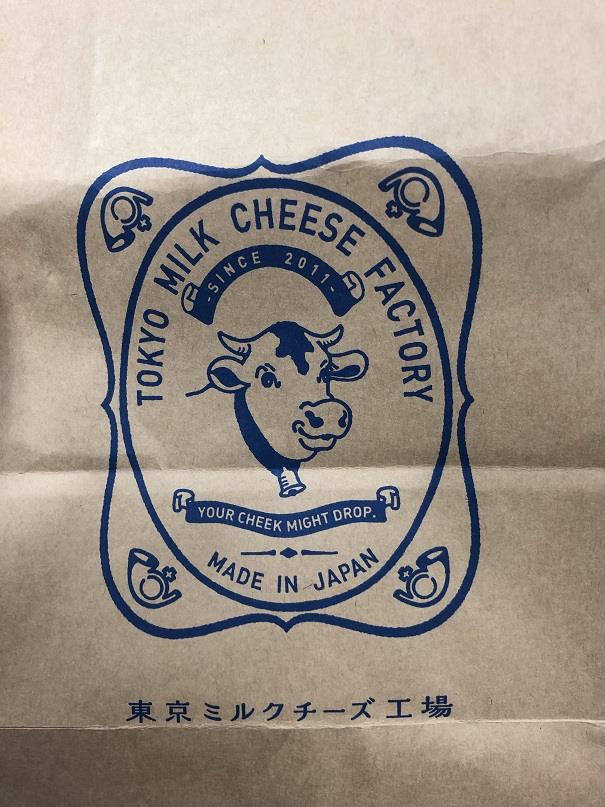 TOKYO MILK CHEESE FACTORY
-SINCE 2011-
YOUR CHEEK MIGHT DROP.
MADE IN JAPAN
東京ミルクチーズ工場